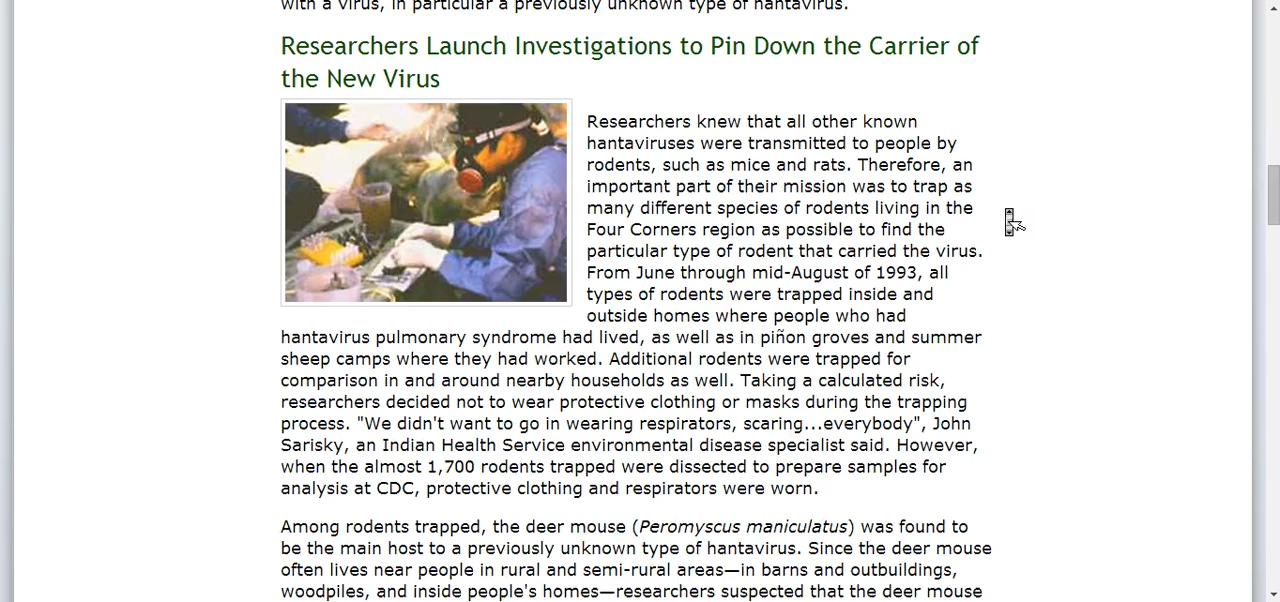 with a virus, in particular a previously unknown type of hantavirus.
Researchers Launch Investigations to Pin Down the Carrier of
the New Virus
Researchers knew that all other known
hantaviruses were transmitted to people by
rodents, such as mice and rats. Therefore, an
important part of their mission was to trap as
many different species of rodents living in the
Four Corners region as possible to find the
particular type of rodent that carried the virus.
From June through mid-August of 1993, all
types of rodents were trapped inside and
outside homes where people who had
hantavirus pulmonary syndrome had lived, as well as in piñon groves and summer
sheep camps where they had worked. Additional rodents were trapped for
comparison in and around nearby households as well. Taking a calculated risk,
researchers decided not to wear protective clothing or masks during the trapping
process. "We didn't want to go in wearing respirators, scaring...everybody", John
Sarisky, an Indian Health Service environmental disease specialist said. However,
when the almost 1,700 rodents trapped were dissected to prepare samples for
analysis at CDC, protective clothing and respirators were worn.
Among rodents trapped, the deer mouse (Peromyscus maniculatus) was found to
be the main host to a previously unknown type of hantavirus. Since the deer mouse
often lives near people in rural and semi-rural areas—in barns and outbuildings,
woodpiles, and inside people's homes—researchers suspected that the deer mouse